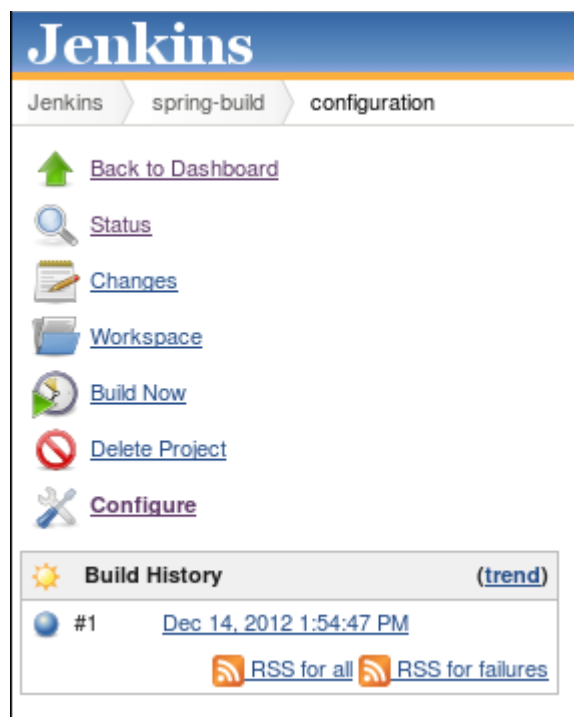 Jenkins
Jenkins spring-build configuration
Back to Dashboard
Status
Changes
Workspace
Build Now
Delete Project
Configure
Build History (trend)
#1 Dec 14, 2012 1:54:47 PM
RSS for all RSS for failures